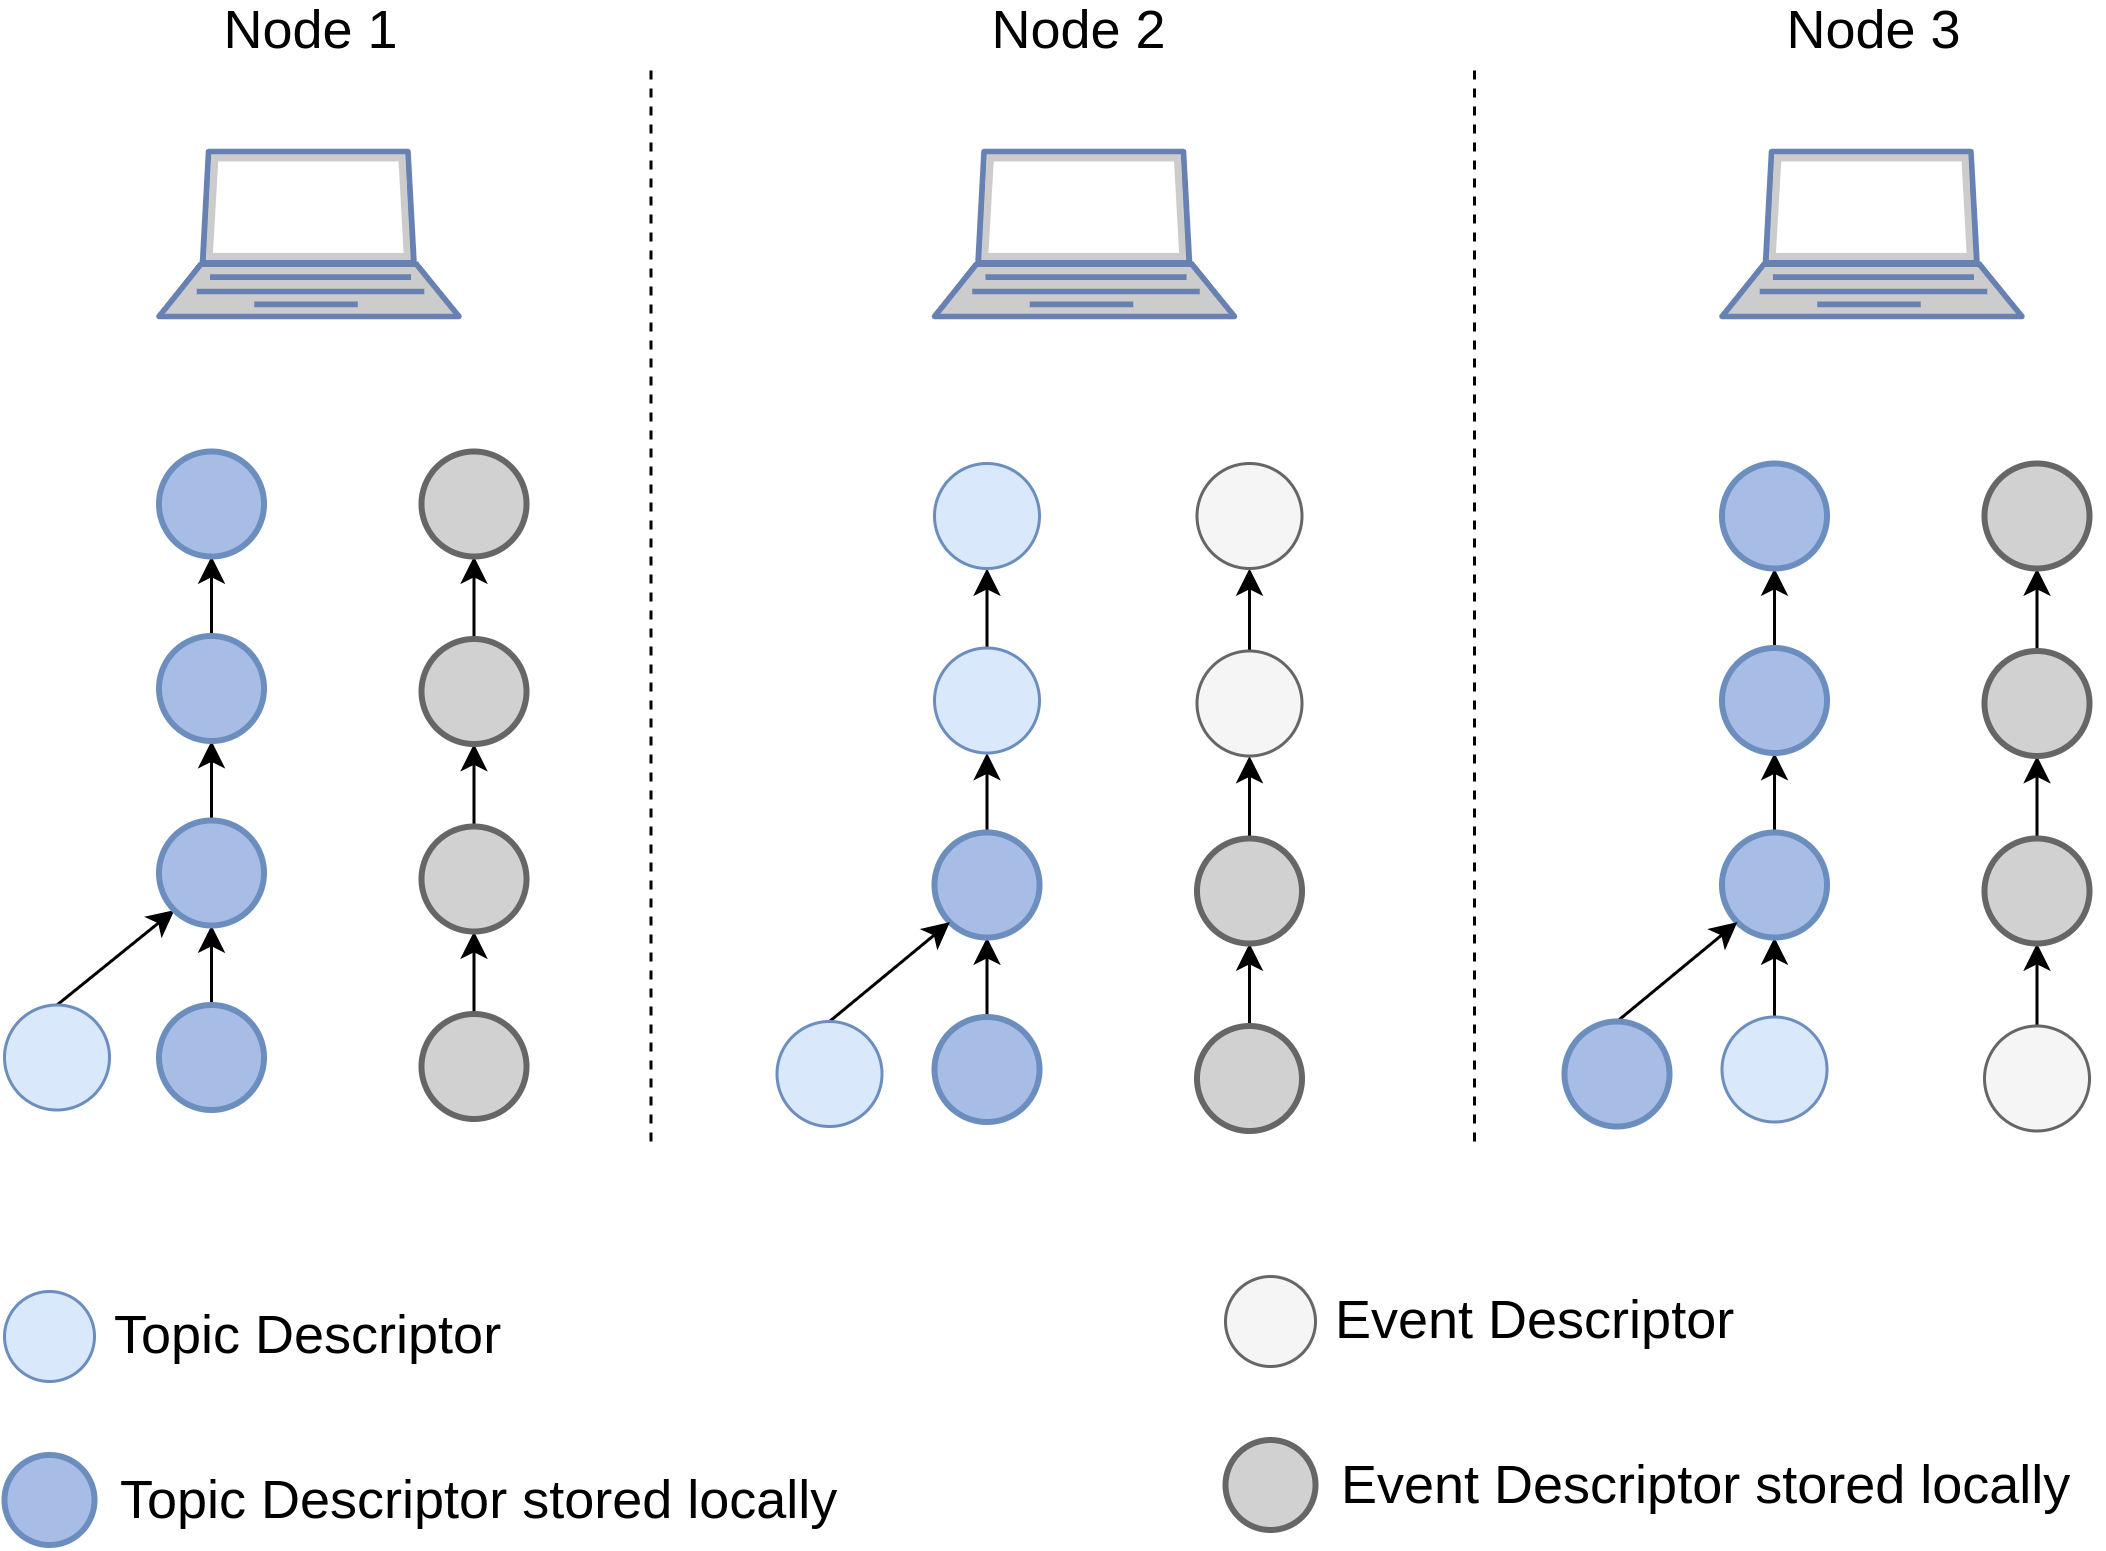 Node 1
Node 2
Node 3
Topic Descriptor
Event Descriptor
Topic Descriptor stored locally
Event Descriptor stored locally